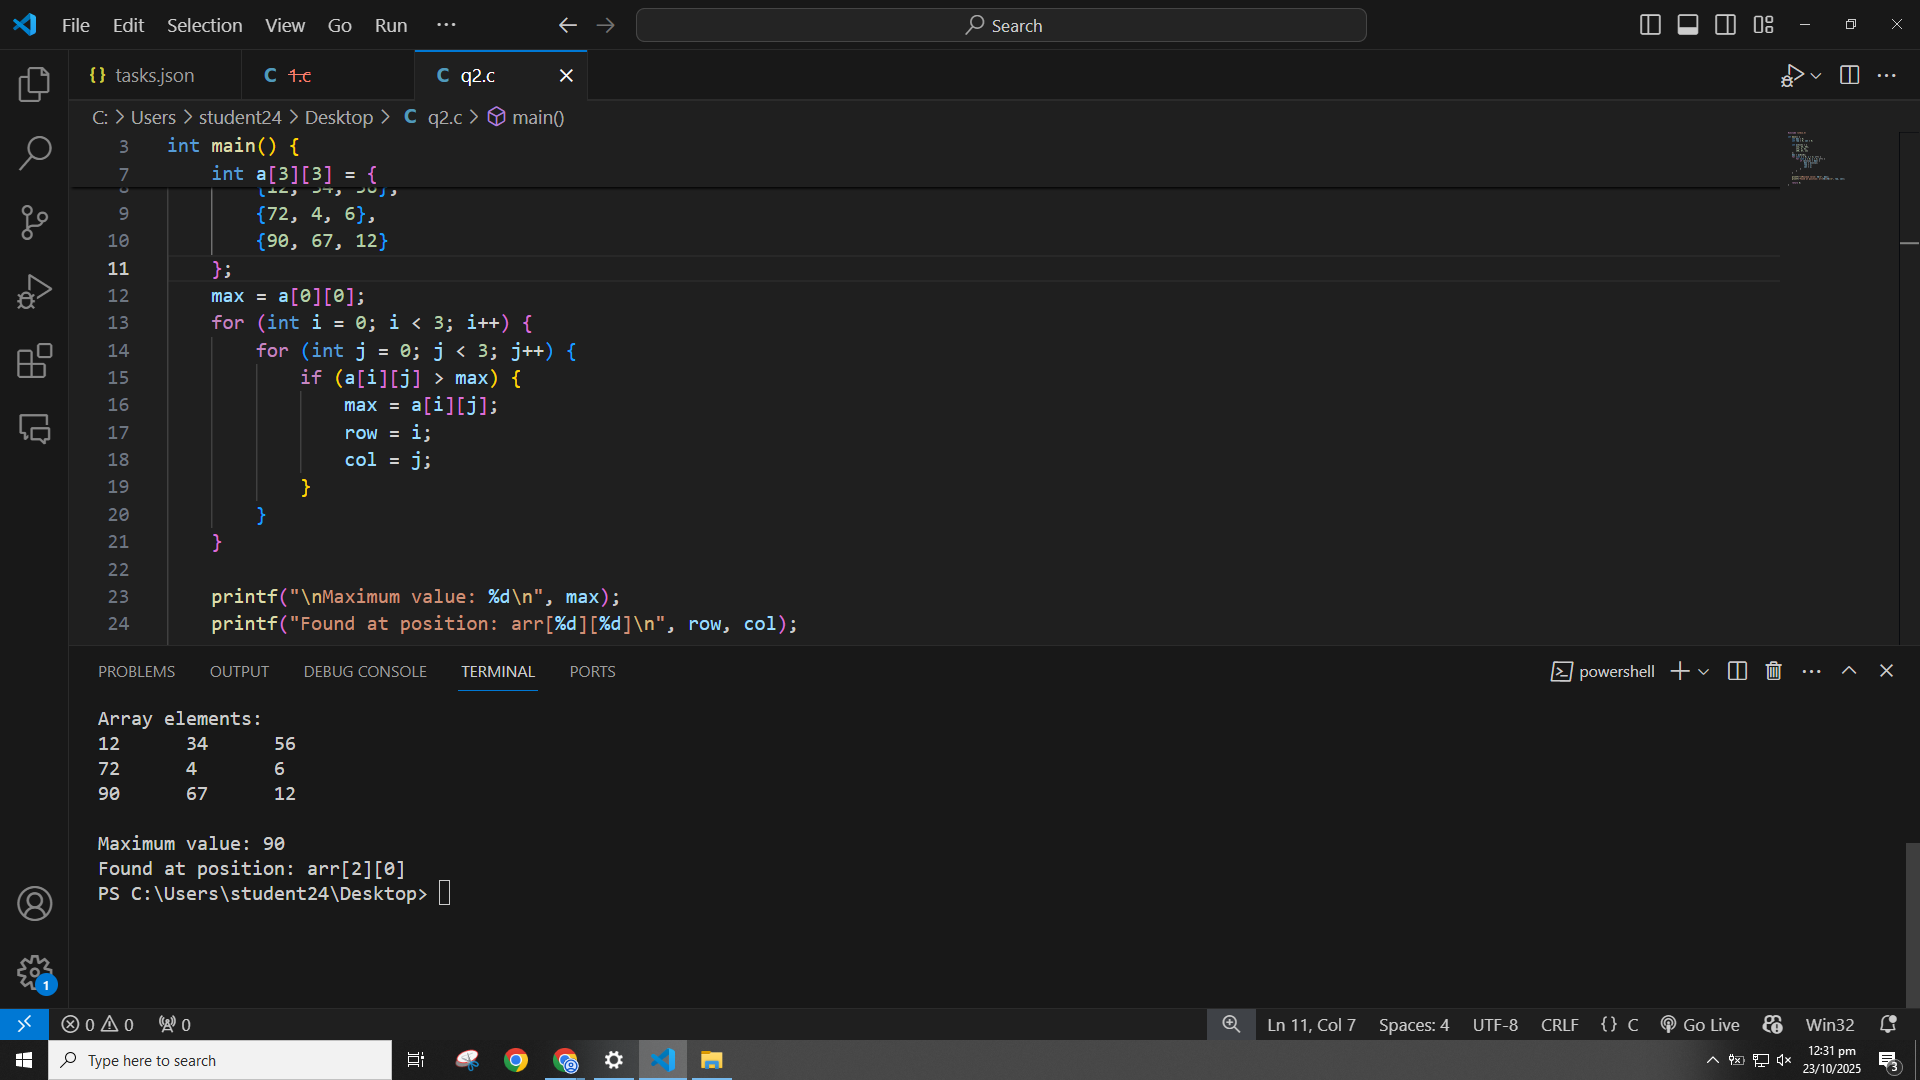 File Edit Selection View Go Run ···
Search
tasks.json
1.c
q2.c
C: > Users > student24 > Desktop > C q2.c > main()
3 int main() {
7 int a[3][3] = {
8 {12, 34, 56},
9 {72, 4, 6},
10 {90, 67, 12}
11 };
12 max = a[0][0];
13 for (int i = 0; i < 3; i++) {
14 for (int j = 0; j < 3; j++) {
15 if (a[i][j] > max) {
16 max = a[i][j];
17 row = i;
18 col = j;
19 }
20 }
21 }
22
23 printf("\nMaximum value: %d\n", max);
24 printf("Found at position: arr[%d][%d]\n", row, col);
PROBLEMS OUTPUT DEBUG CONSOLE TERMINAL PORTS
powershell
Array elements:
12 34 56
72 4 6
90 67 12
Maximum value: 90
Found at position: arr[2][0]
PS C:\Users\student24\Desktop>
1
0 0 0
Ln 11, Col 7 Spaces: 4 UTF-8 CRLF {} C Go Live Win32
Type here to search
12:31 pm
23/10/2025
3